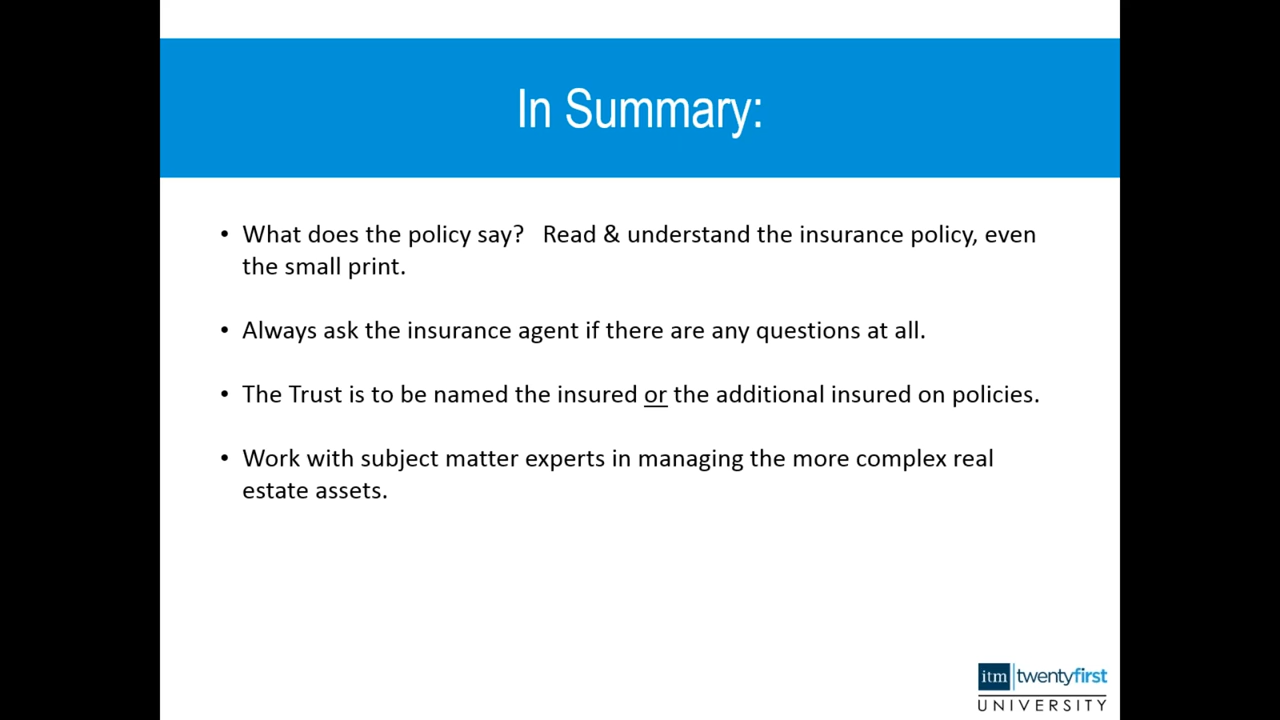 In Summary:
• What does the policy say? Read & understand the insurance policy, even
the small print.
• Always ask the insurance agent if there are any questions at all.
• The Trust is to be named the insured or the additional insured on policies.
• Work with subject matter experts in managing the more complex real
estate assets.
itm twentyfirst
UNIVERSITY